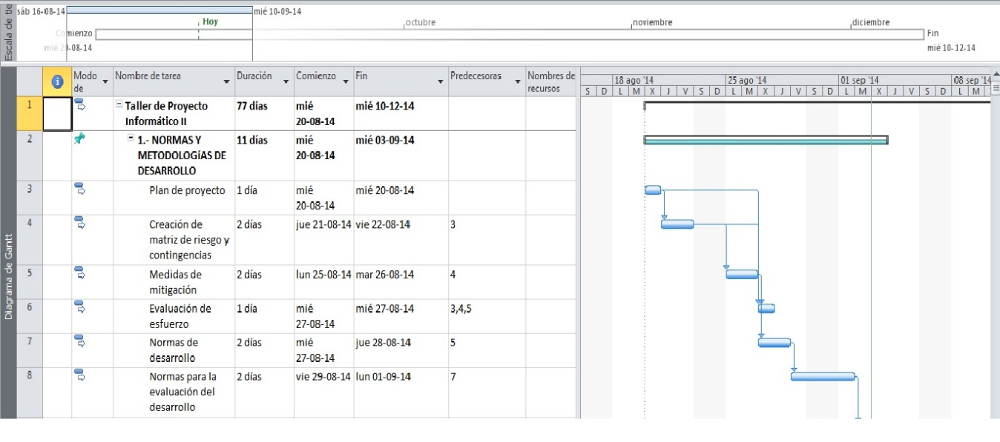 Escala de tie
sáb 16-08-14
mié 10-09-14
Hoy
octubre
noviembre
diciembre
Comienzo
mié 20-08-14
Fin
mié 10-12-14
Diagrama de Gantt
Modo de
Nombre de tarea
Duración
Comienzo
Fin
Predecesoras
Nombres de recursos
18 ago '14
25 ago '14
01 sep '14
08 sep '14
S D L M X J V S D L M X J V S D L M X J V S D L M
1 Taller de Proyecto 77 días mié mié 10-12-14
Informático II 20-08-14
2 1.- NORMAS Y 11 días mié mié 03-09-14
METODOLOGíAS DE 20-08-14
DESARROLLO
3 Plan de proyecto 1 día mié mié 20-08-14
20-08-14
4 Creación de 2 días jue 21-08-14 vie 22-08-14 3
matriz de riesgo y
contingencias
5 Medidas de 2 días lun 25-08-14 mar 26-08-14 4
mitigación
6 Evaluación de 1 día mié mié 27-08-14 3,4,5
esfuerzo 27-08-14
7 Normas de 2 días mié jue 28-08-14 5
desarrollo 27-08-14
8 Normas para la 2 días vie 29-08-14 lun 01-09-14 7
evaluación del
desarrollo